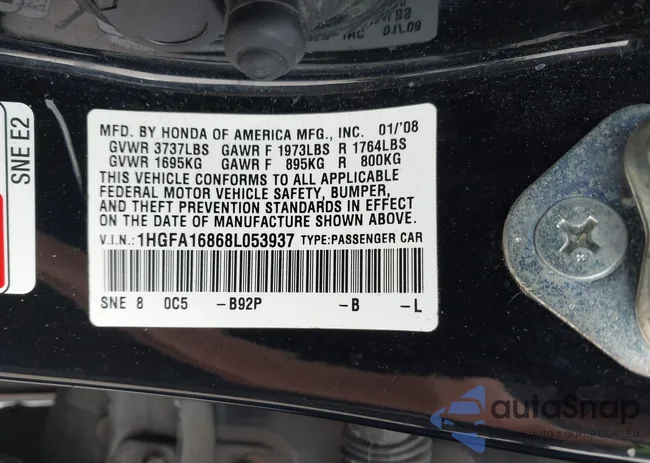 SNE E2
MFD. BY HONDA OF AMERICA MFG., INC. 01/'08
GVWR 3737LBS GAWR F 1973LBS R 1764LBS
GVWR 1695KG GAWR F 895KG R 800KG
THIS VEHICLE CONFORMS TO ALL APPLICABLE
FEDERAL MOTOR VEHICLE SAFETY, BUMPER,
AND THEFT PREVENTION STANDARDS IN EFFECT
ON THE DATE OF MANUFACTURE SHOWN ABOVE.
V.I.N.: 1HGFA16868L053937 TYPE:PASSENGER CAR
SNE 8 0C5 -B92P -B -L
autoSnap